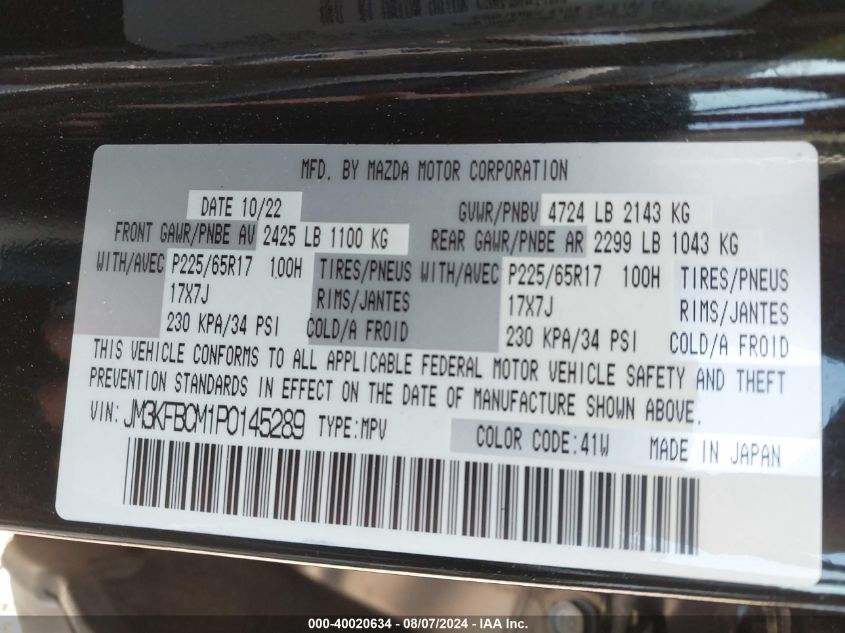 MFD. BY MAZDA MOTOR CORPORATION
DATE 10/22 GVWR/PNBV 4724 LB 2143 KG
FRONT GAWR/PNBE AV 2425 LB 1100 KG REAR GAWR/PNBE AR 2299 LB 1043 KG
WITH/AVEC P225/65R17 100H TIRES/PNEUS WITH/AVEC P225/65R17 100H TIRES/PNEUS
17X7J RIMS/JANTES 17X7J RIMS/JANTES
230 KPA/34 PSI COLD/A FROID 230 KPA/34 PSI COLD/A FROID
THIS VEHICLE CONFORMS TO ALL APPLICABLE FEDERAL MOTOR VEHICLE SAFETY AND THEFT
PREVENTION STANDARDS IN EFFECT ON THE DATE OF MANUFACTURE SHOWN ABOVE.
VIN: JM3KFBCM1P0145289 TYPE:MPV COLOR CODE:41W MADE IN JAPAN
000-40020634 - 08/07/2024 - IAA Inc.